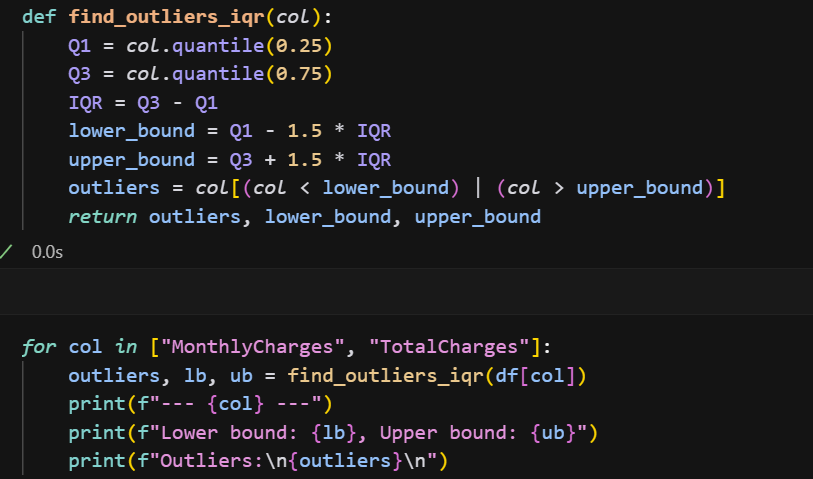 def find_outliers_iqr(col):
    Q1 = col.quantile(0.25)
    Q3 = col.quantile(0.75)
    IQR = Q3 - Q1
    lower_bound = Q1 - 1.5 * IQR
    upper_bound = Q3 + 1.5 * IQR
    outliers = col[(col < lower_bound) | (col > upper_bound)]
    return outliers, lower_bound, upper_bound
✓ 0.0s
for col in ["MonthlyCharges", "TotalCharges"]:
    outliers, lb, ub = find_outliers_iqr(df[col])
    print(f"--- {col} ---")
    print(f"Lower bound: {lb}, Upper bound: {ub}")
    print(f"Outliers:\n{outliers}\n")